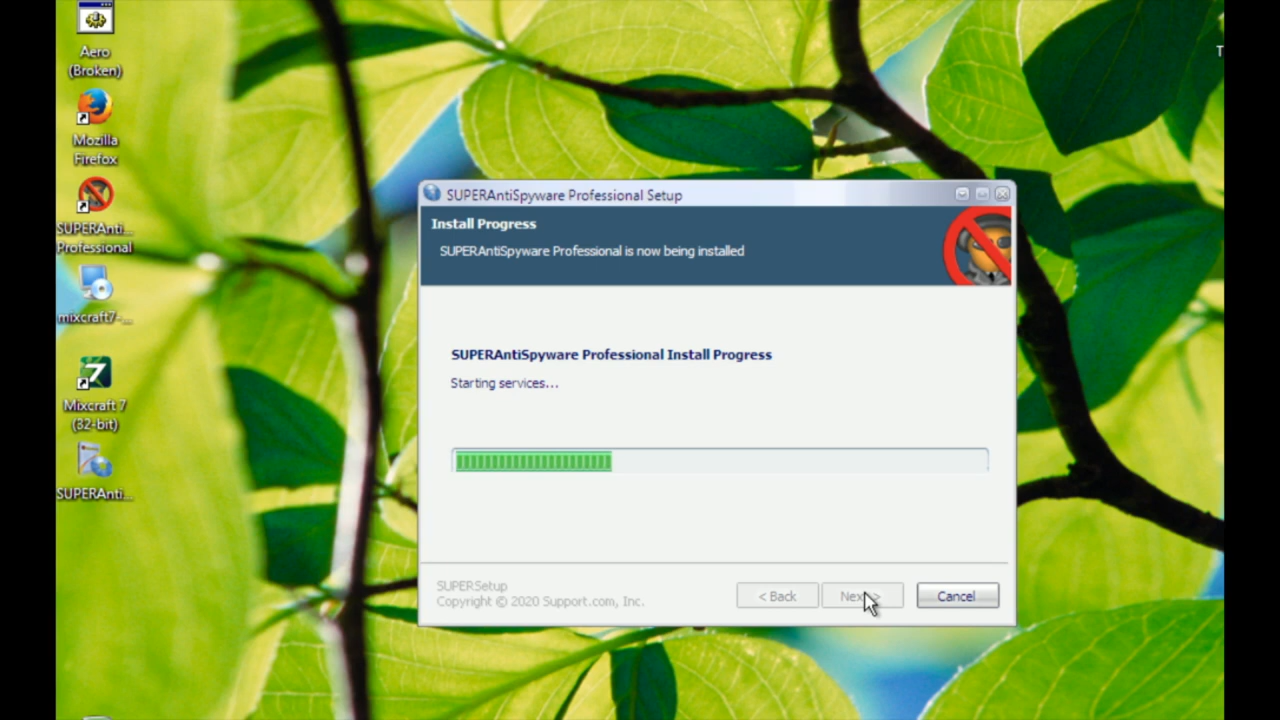 Aero
(Broken)
Mozilla
Firefox
SUPERAnti...
Professional
mixcraft7-...
Mixcraft 7
(32-bit)
SUPERAnti...
T
SUPERAntiSpyware Professional Setup
Install Progress
SUPERAntiSpyware Professional is now being installed
SUPERAntiSpyware Professional Install Progress
Starting services...
SUPERSetup
Copyright © 2020 Support.com, Inc.
< Back
Next >
Cancel